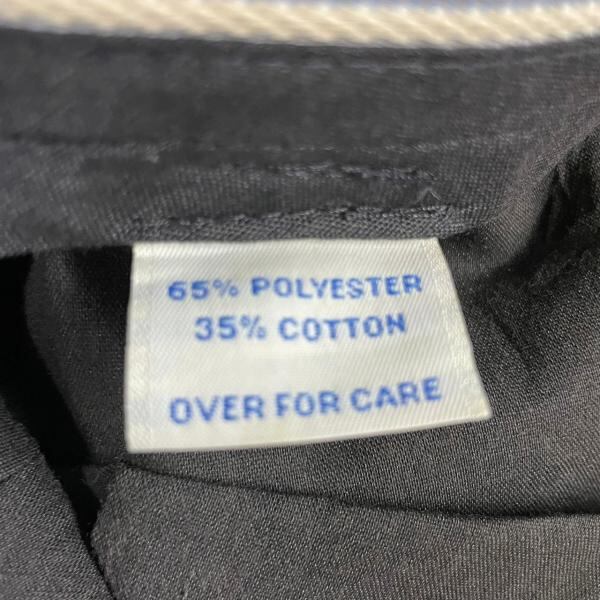 65% POLYESTER
35% COTTON
OVER FOR CARE